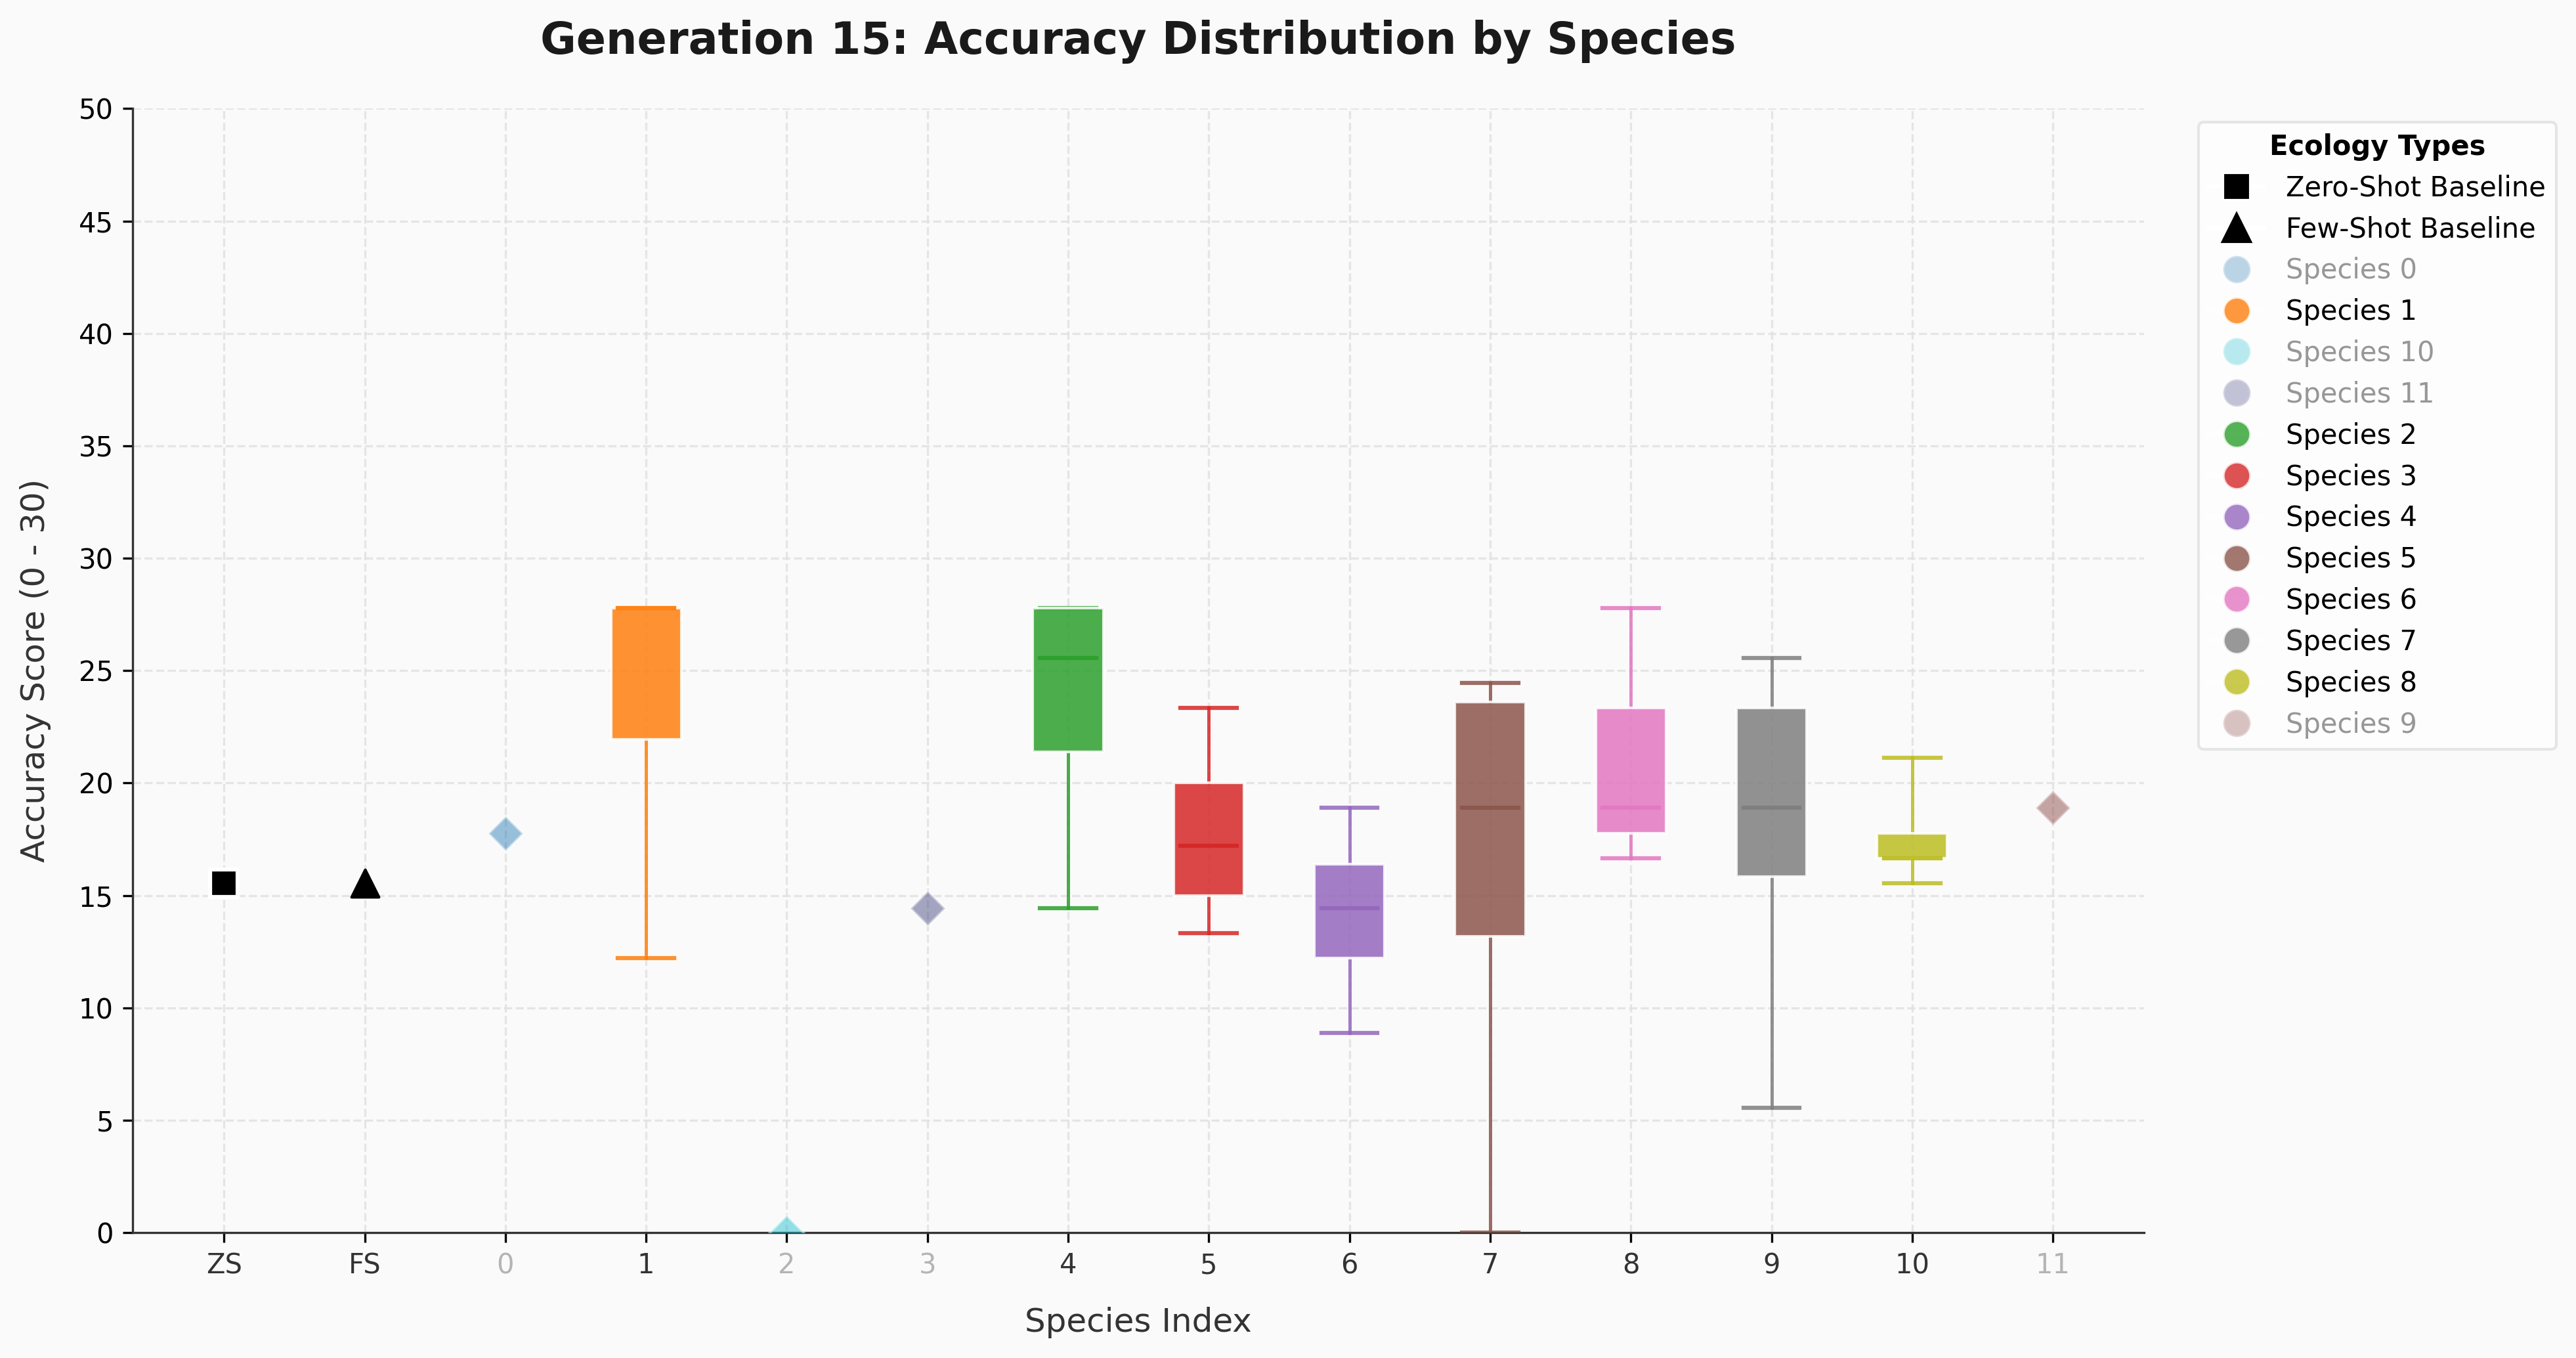 Generation 15: Accuracy Distribution by Species
Accuracy Score (0 - 30)
50
45
40
35
30
25
20
15
10
5
0
ZS FS 0 1 2 3 4 5 6 7 8 9 10 11
Species Index
Ecology Types
Zero-Shot Baseline
Few-Shot Baseline
Species 0
Species 1
Species 10
Species 11
Species 2
Species 3
Species 4
Species 5
Species 6
Species 7
Species 8
Species 9